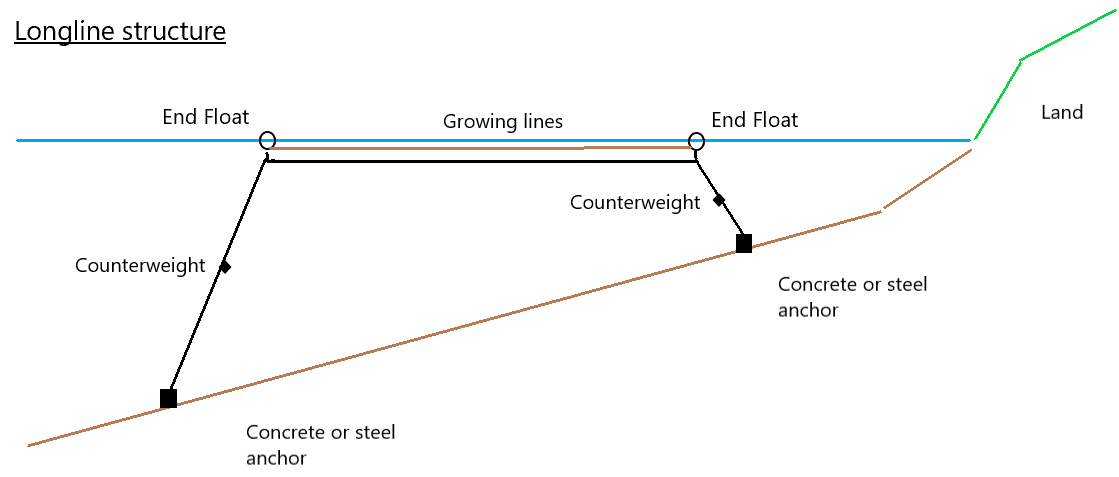 Longline structure
End Float
Growing lines
End Float
Land
Counterweight
Counterweight
Concrete or steel
anchor
Concrete or steel
anchor